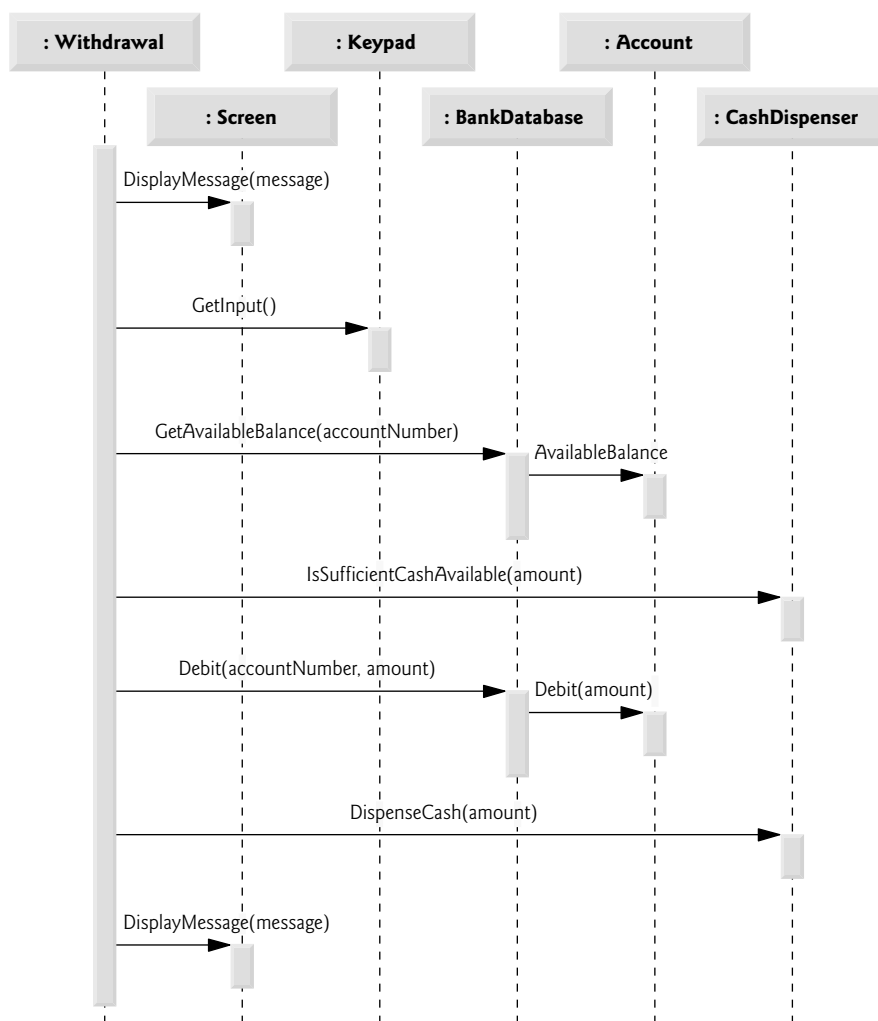 : Withdrawal
: Keypad
: Account
: Screen
: BankDatabase
: CashDispenser
DisplayMessage(message)
GetInput()
GetAvailableBalance(accountNumber)
AvailableBalance
IsSufficientCashAvailable(amount)
Debit(accountNumber, amount)
Debit(amount)
DispenseCash(amount)
DisplayMessage(message)